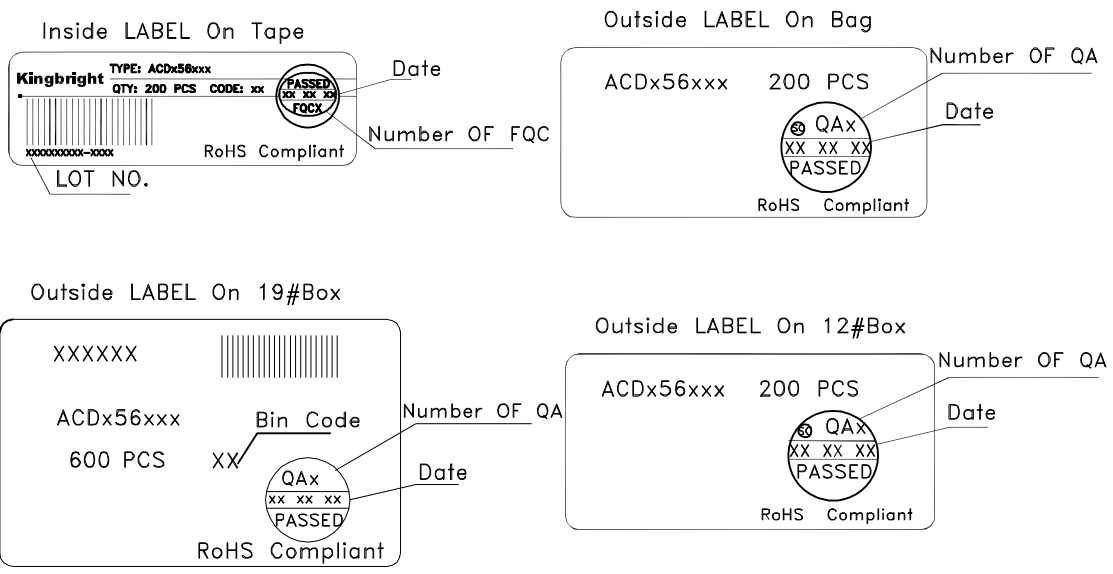 Inside LABEL On Tape
Kingbright
TYPE: ACDx56xxx
QTY: 200 PCS CODE: xx
PASSED
xx xx xx
FQCX
Date
Number OF FQC
xxxxxxxxxx-xxxx
RoHS Compliant
LOT NO.
Outside LABEL On Bag
Number OF QA
ACDx56xxx 200 PCS
Date
SQ QAx
XX XX XX
PASSED
RoHS Compliant
Outside LABEL On 19#Box
XXXXXX
ACDx56xxx
Bin Code
Number OF QA
600 PCS XX
Date
QAx
xx xx xx
PASSED
RoHS Compliant
Outside LABEL On 12#Box
Number OF QA
ACDx56xxx 200 PCS
Date
SQ QAx
XX XX XX
PASSED
RoHS Compliant